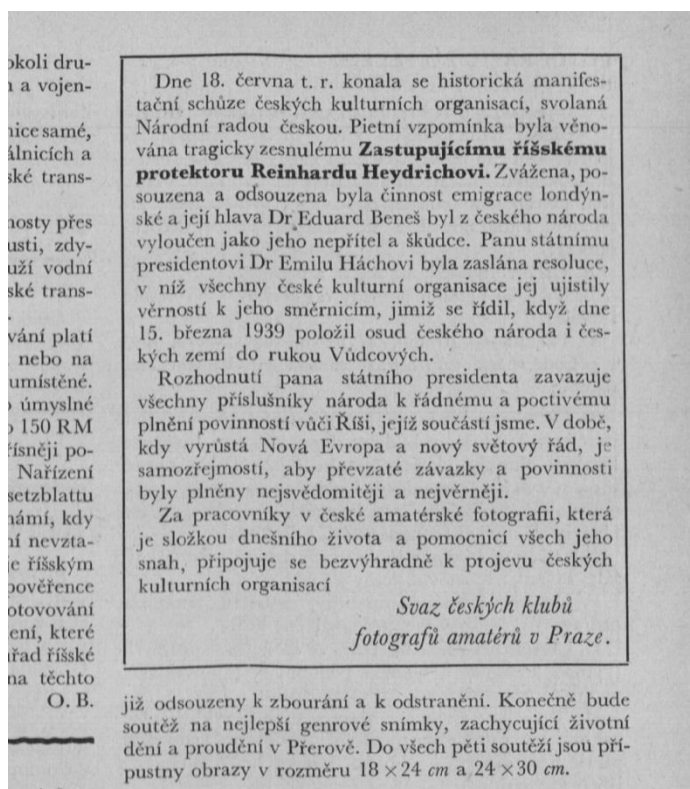 okoli dru-
a vojen-
nice samé,
álnicích a
ské trans-
nosty přes
usti, zdy-
uží vodní
ské trans-
vání platí
nebo na
umístěné.
úmyslné
150 RM
řísněji po-
Nařízení
setzblattu
námí, kdy
ní nevzta-
je říšským
pověřence
otovování
ení, které
řad říšské
na těchto
O. B.
Dne 18. června t. r. konala se historická manifes-
tační schůze českých kulturních organisací, svolaná
Národní radou českou. Pietní vzpomínka byla věno-
vána tragicky zesnulému Zastupujícímu říšskému
protektoru Reinhardu Heydrichovi. Zvážena, po-
souzena a odsouzena byla činnost emigrace londýn-
ské a její hlava Dr Eduard Beneš byl z českého národa
vyloučen jako jeho nepřítel a škůdce. Panu státnímu
presidentovi Dr Emilu Háchovi byla zaslána resoluce,
v níž všechny české kulturní organisace jej ujistily
věrností k jeho směrnicím, jimiž se řídil, když dne
15. března 1939 položil osud českého národa i čes-
kých zemí do rukou Vůdcových.
Rozhodnutí pana státního presidenta zavazuje
všechny příslušníky národa k řádnému a poctivému
plnění povinností vůči Říši, jejíž součástí jsme. V době,
kdy vyrůstá Nová Evropa a nový světový řád, je
samozřejmostí, aby převzaté závazky a povinnosti
byly plněny nejsvědomitěji a nejvěrněji.
Za pracovníky v české amatérské fotografii, která
je složkou dnešního života a pomocnicí všech jeho
snah, připojuje se bezvýhradně k projevu českých
kulturních organisací
Svaz českých klubů
fotografů amatérů v Praze.
již odsouzeny k zbourání a k odstranění. Konečně bude
soutěž na nejlepší genrové snímky, zachycující životní
dění a proudění v Přerově. Do všech pěti soutěží jsou pří-
pustny obrazy v rozměru 18 × 24 cm a 24 × 30 cm.